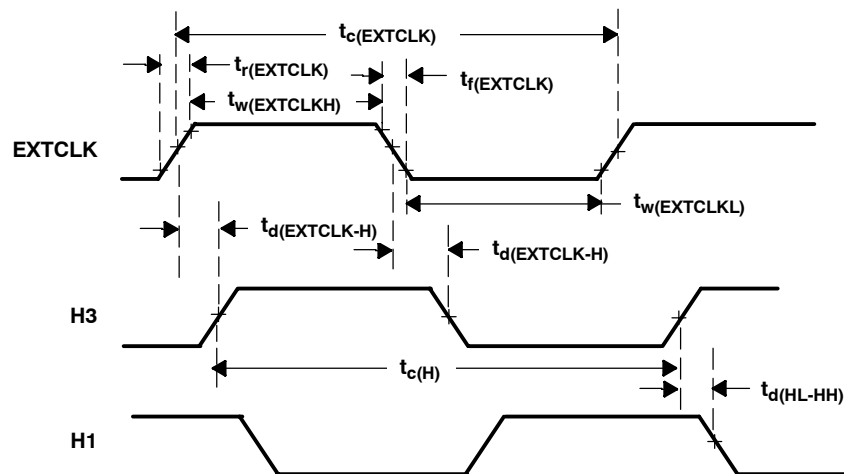 tc(EXTCLK)
tr(EXTCLK)
tf(EXTCLK)
tw(EXTCLKH)
EXTCLK
tw(EXTCLKL)
td(EXTCLK-H)
td(EXTCLK-H)
H3
tc(H)
td(HL-HH)
H1